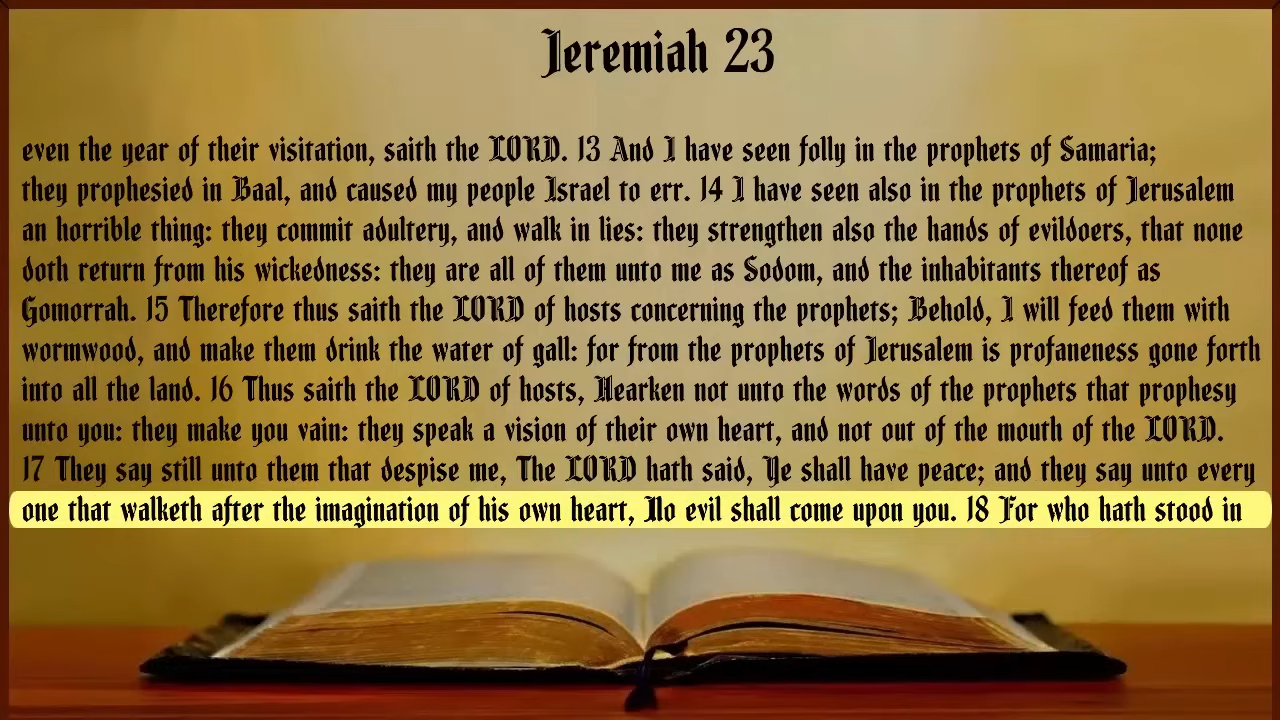 Jeremiah 23
even the year of their visitation, saith the LORD. 13 And I have seen folly in the prophets of Samaria;
they prophesied in Baal, and caused my people Israel to err. 14 I have seen also in the prophets of Jerusalem
an horrible thing: they commit adultery, and walk in lies: they strengthen also the hands of evildoers, that none
doth return from his wickedness: they are all of them unto me as Sodom, and the inhabitants thereof as
Gomorrah. 15 Therefore thus saith the LORD of hosts concerning the prophets; Behold, I will feed them with
wormwood, and make them drink the water of gall: for from the prophets of Jerusalem is profaneness gone forth
into all the land. 16 Thus saith the LORD of hosts, Hearken not unto the words of the prophets that prophesy
unto you: they make you vain: they speak a vision of their own heart, and not out of the mouth of the LORD.
17 They say still unto them that despise me, The LORD hath said, Ye shall have peace; and they say unto every
one that walketh after the imagination of his own heart, No evil shall come upon you. 18 For who hath stood in